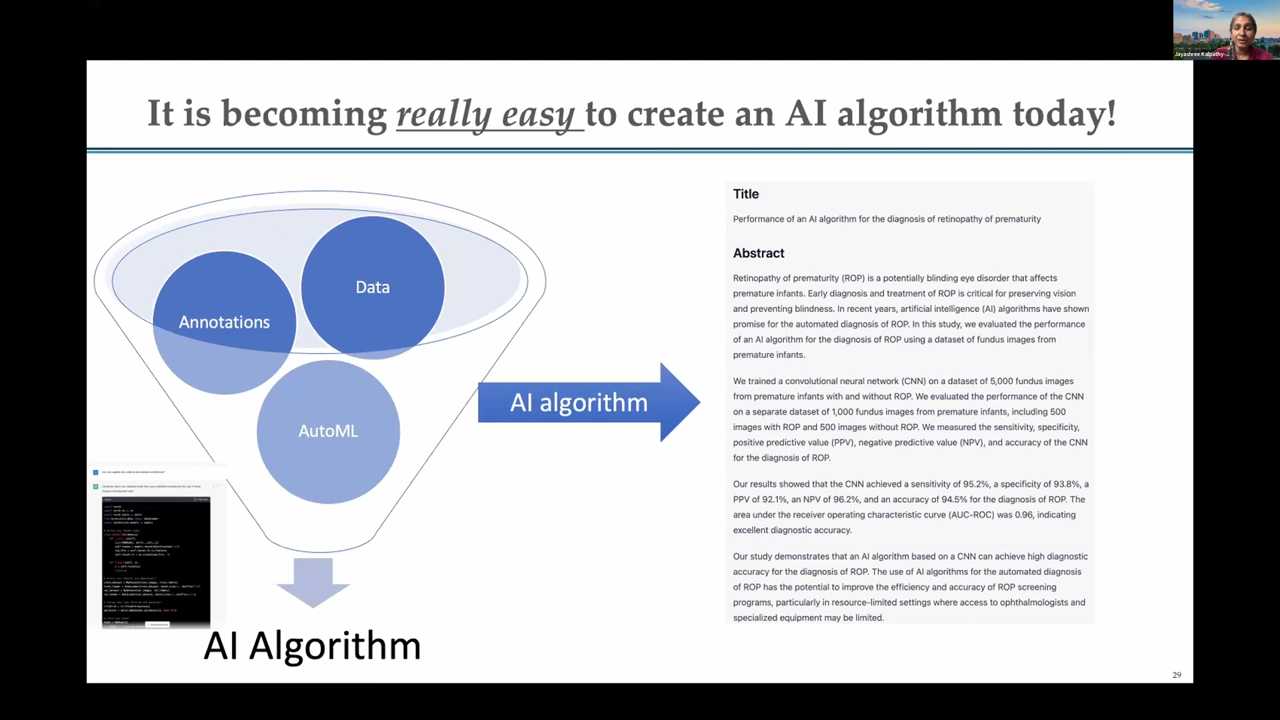 Jayashree Kalpathy-...
It is becoming really easy to create an AI algorithm today!
Data
Annotations
AutoML
AI algorithm
AI Algorithm
Title
Performance of an AI algorithm for the diagnosis of retinopathy of prematurity
Abstract
Retinopathy of prematurity (ROP) is a potentially blinding eye disorder that affects
premature infants. Early diagnosis and treatment of ROP is critical for preserving vision
and preventing blindness. In recent years, artificial intelligence (AI) algorithms have shown
promise for the automated diagnosis of ROP. In this study, we evaluated the performance
of an AI algorithm for the diagnosis of ROP using a dataset of fundus images from
premature infants.
We trained a convolutional neural network (CNN) on a dataset of 5,000 fundus images
from premature infants with and without ROP. We evaluated the performance of the CNN
on a separate dataset of 1,000 fundus images from premature infants, including 500
images with ROP and 500 images without ROP. We measured the sensitivity, specificity,
positive predictive value (PPV), negative predictive value (NPV), and accuracy of the CNN
for the diagnosis of ROP.
Our results showed that the CNN achieved a sensitivity of 95.2%, a specificity of 93.8%, a
PPV of 92.1%, an NPV of 96.2%, and an accuracy of 94.5% for the diagnosis of ROP. The
area under the receiver operating characteristic curve (AUC-ROC) was 0.96, indicating
excellent diagnostic accuracy.
Our study demonstrates that an AI algorithm based on a CNN can achieve high diagnostic
accuracy for the diagnosis of ROP. The use of AI algorithms for the automated diagnosis
of ROP has the potential to improve the efficiency and accuracy of ROP screening
programs, particularly in resource-limited settings where access to ophthalmologists and
specialized equipment may be limited.
29